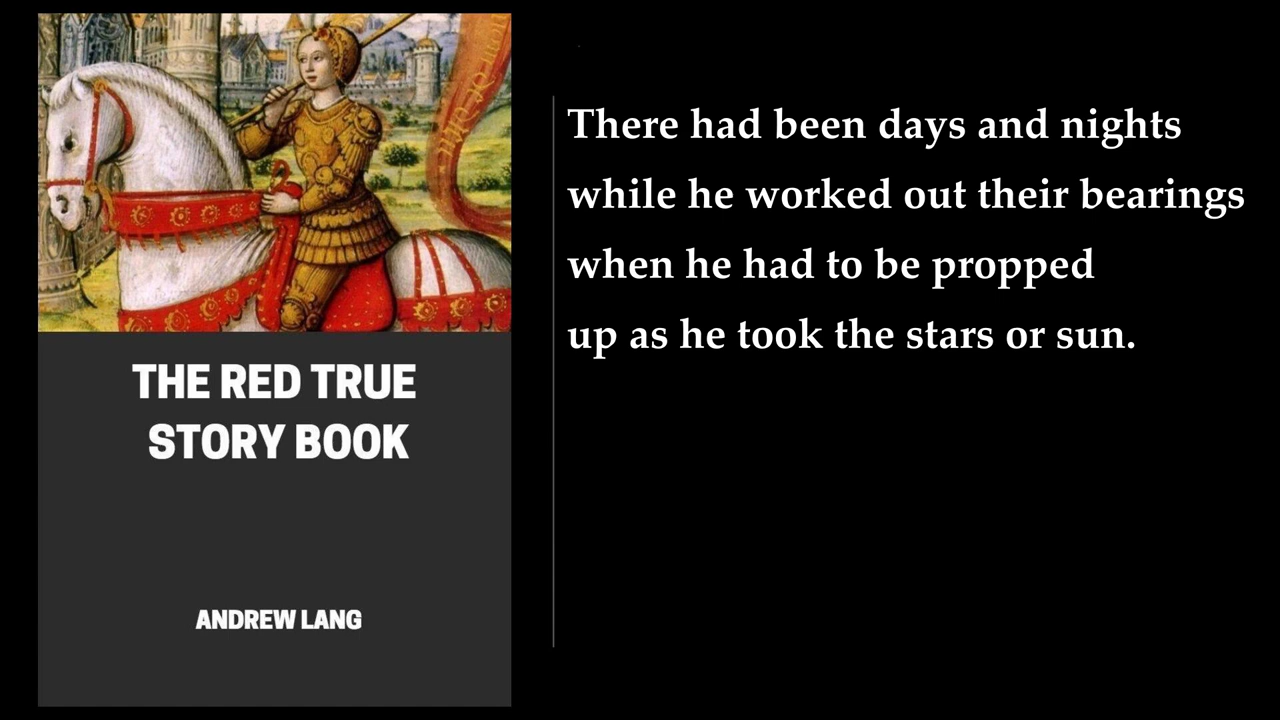 THE RED TRUE
STORY BOOK
ANDREW LANG
There had been days and nights
while he worked out their bearings
when he had to be propped
up as he took the stars or sun.